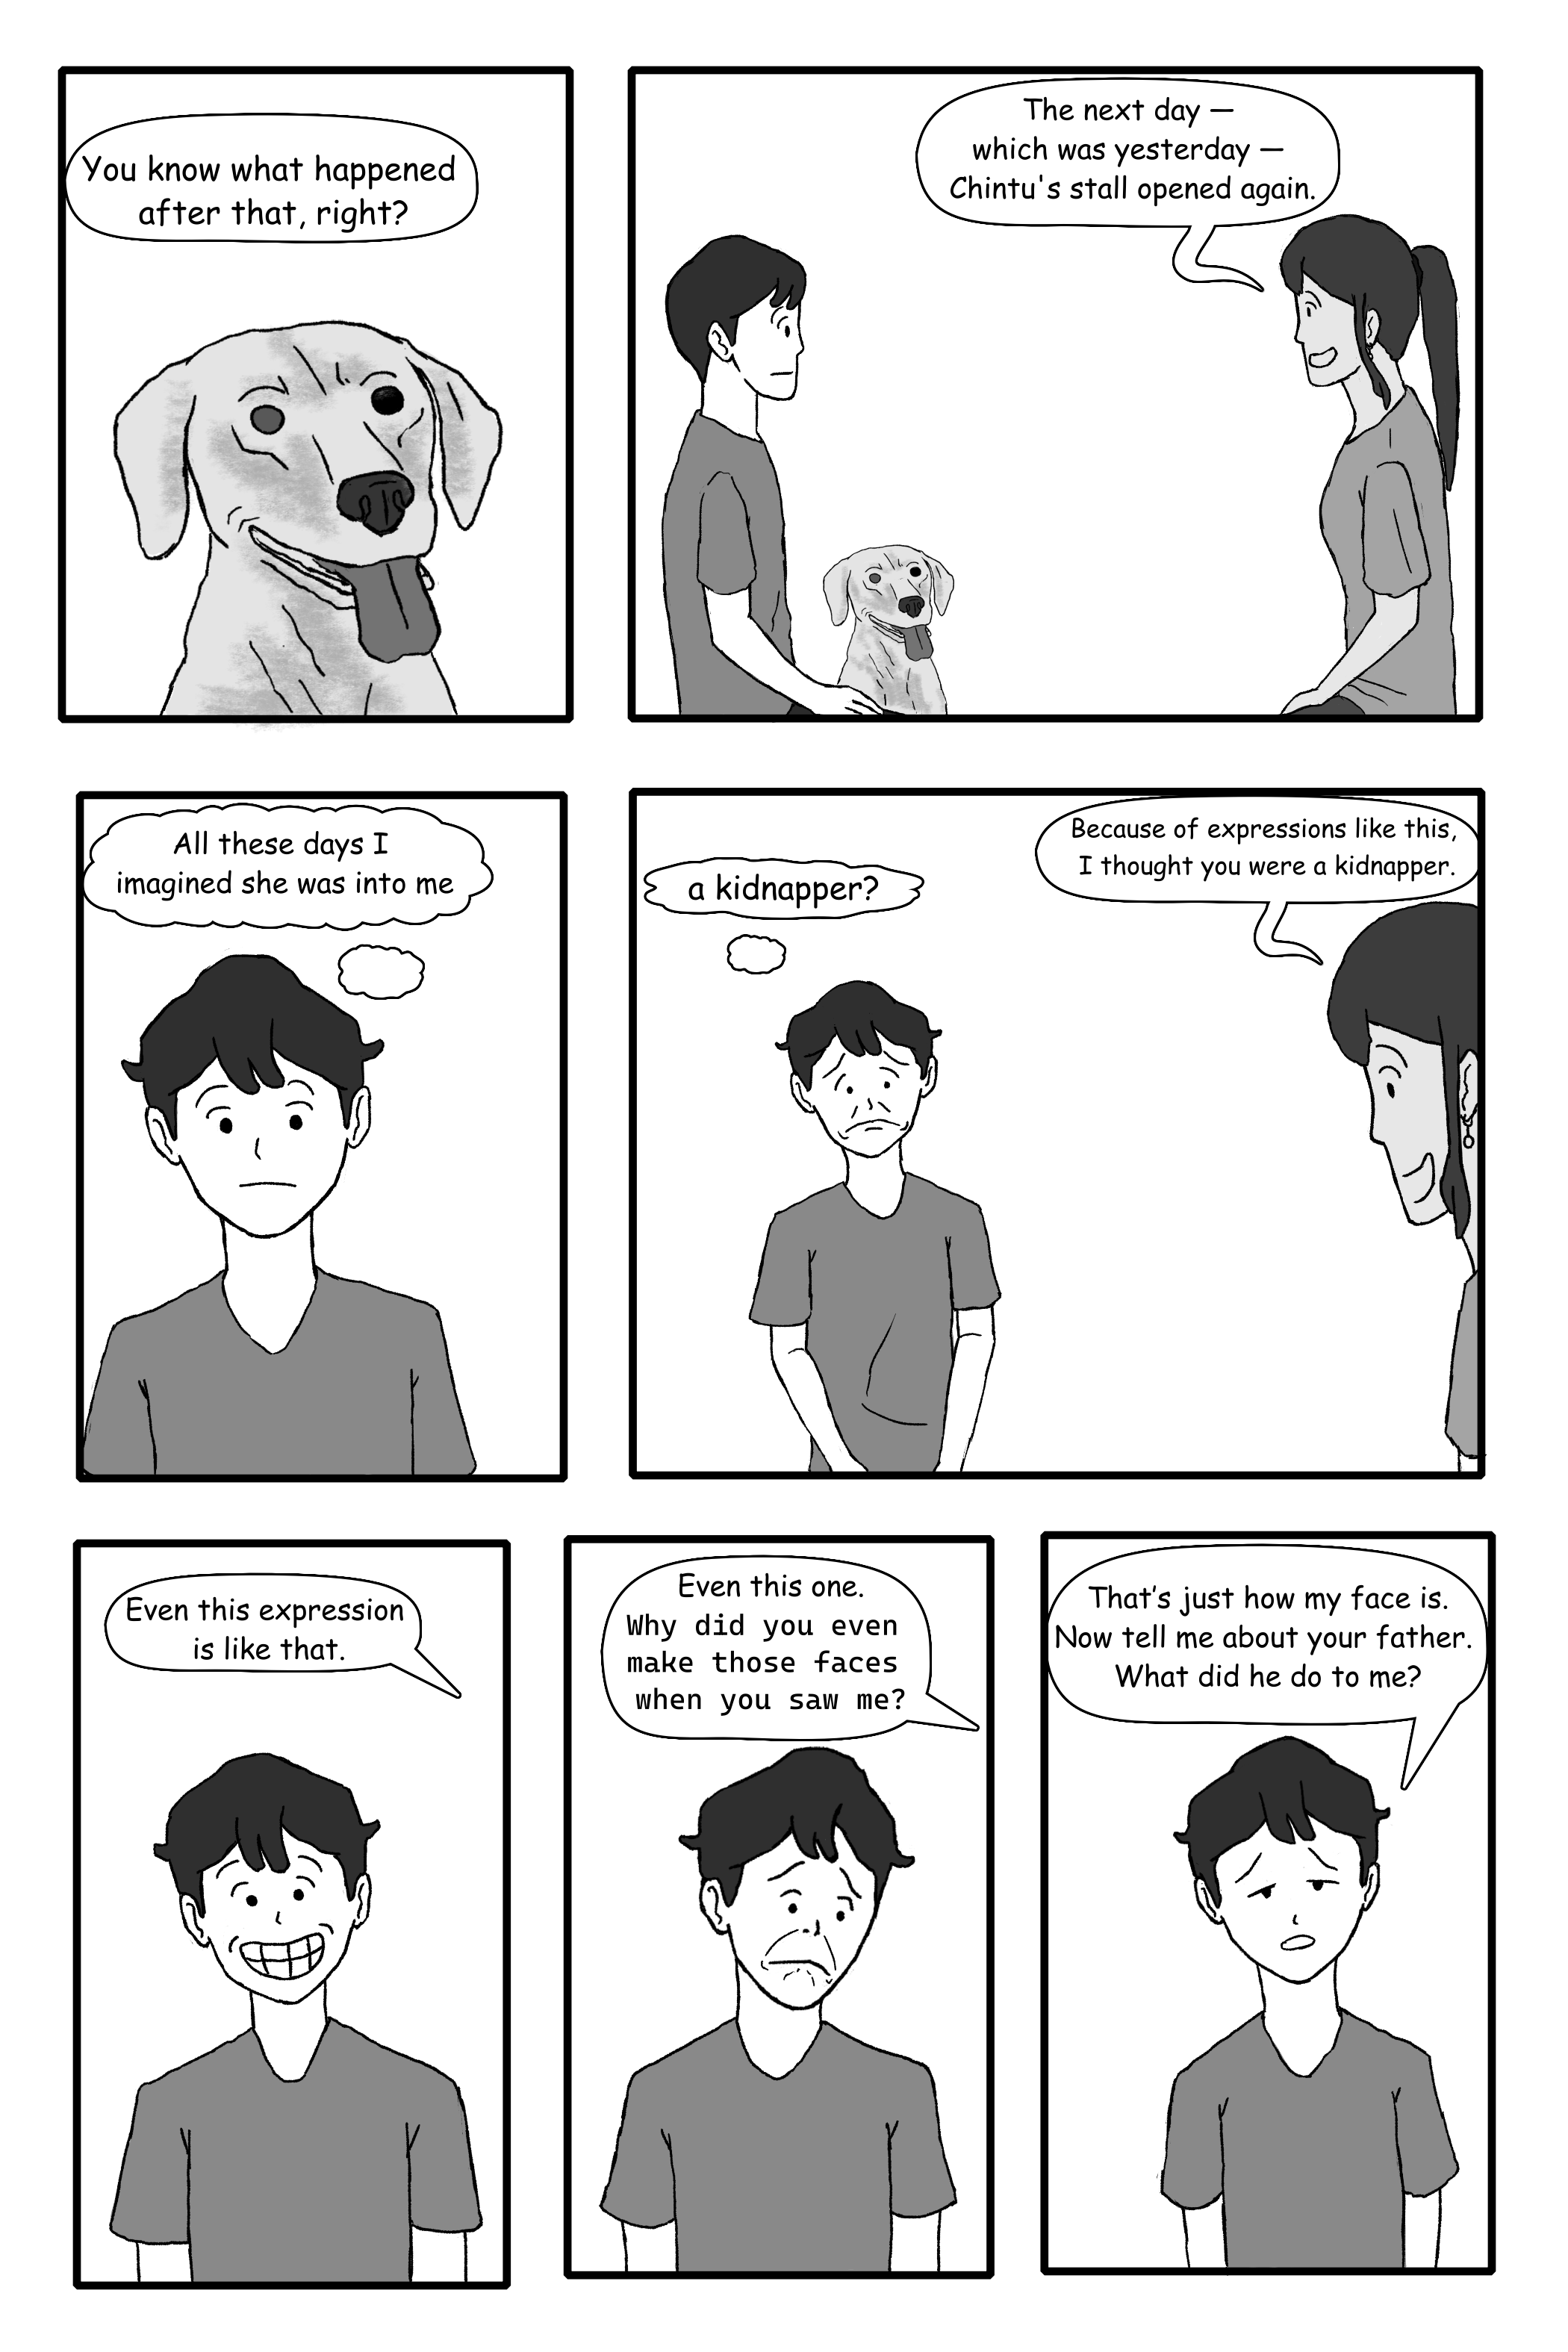 You know what happened
after that, right?
The next day —
which was yesterday —
Chintu's stall opened again.
All these days I
imagined she was into me
a kidnapper?
Because of expressions like this,
I thought you were a kidnapper.
Even this expression
is like that.
Even this one.
Why did you even
make those faces
when you saw me?
That’s just how my face is.
Now tell me about your father.
What did he do to me?